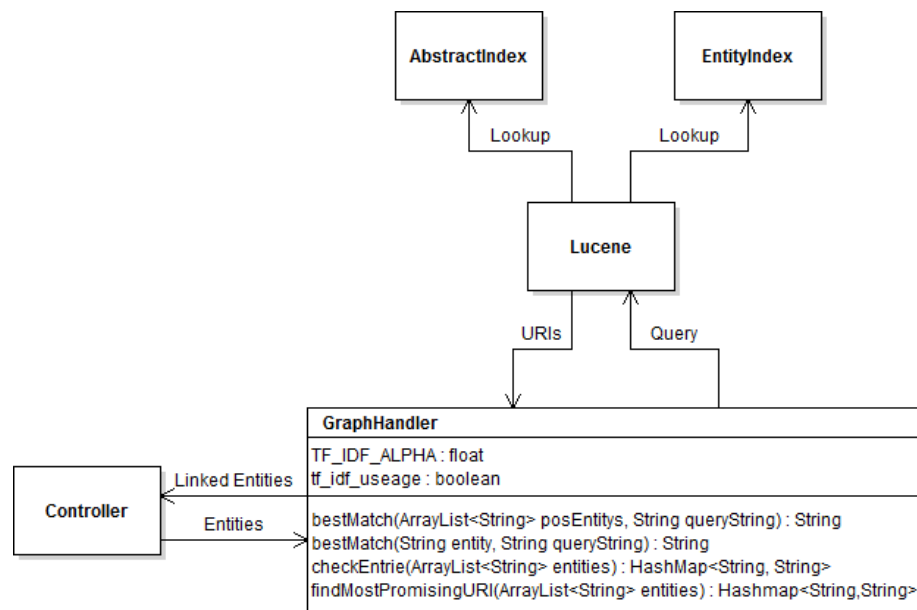 AbstractIndex
EntityIndex
Lookup
Lookup
Lucene
URIs
Query
GraphHandler
TF_IDF_ALPHA : float
tf_idf_useage : boolean
Linked Entities
Controller
Entities
bestMatch(ArrayList<String> posEntitys, String queryString) : String
bestMatch(String entity, String queryString) : String
checkEntrie(ArrayList<String> entities) : HashMap<String, String>
findMostPromisingURI(ArrayList<String> entities) : Hashmap<String,String>